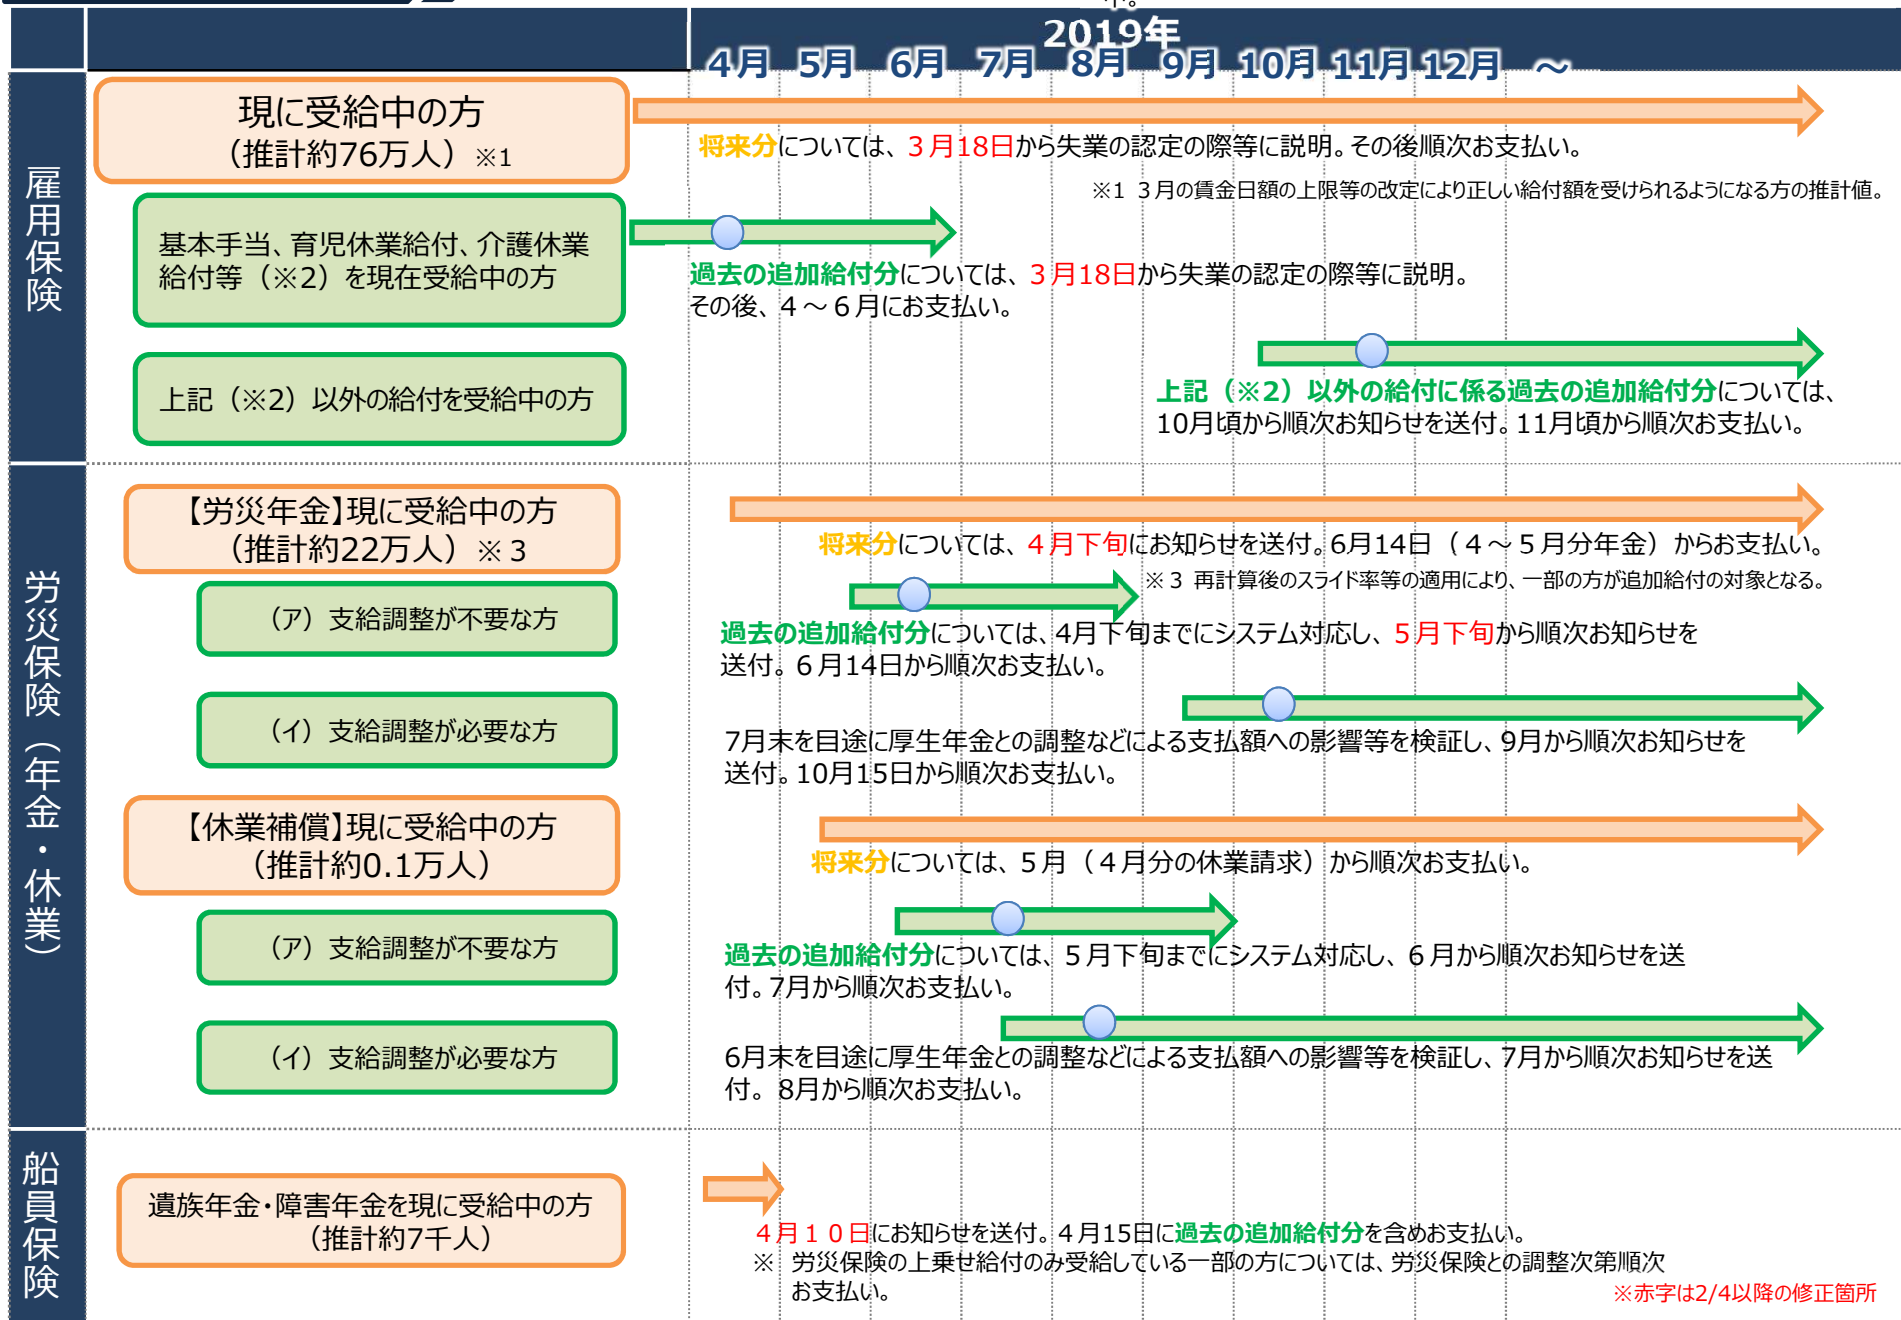 2019年
4月 5月 6月 7月 8月 9月 10月 11月 12月 ～
雇用保険
現に受給中の方
（推計約76万人）※1
将来分については、３月18日から失業の認定の際等に説明。その後順次お支払い。
※1 ３月の賃金日額の上限等の改定により正しい給付額を受けられるようになる方の推計値。
基本手当、育児休業給付、介護休業
給付等（※2）を現在受給中の方
過去の追加給付分については、３月18日から失業の認定の際等に説明。
その後、４～６月にお支払い。
上記（※2）以外の給付を受給中の方
上記（※2）以外の給付に係る過去の追加給付分については、
10月頃から順次お知らせを送付。11月頃から順次お支払い。
労災保険（年金・休業）
【労災年金】現に受給中の方
（推計約22万人）※３
将来分については、４月下旬にお知らせを送付。6月14日（４～５月分年金）からお支払い。
※３ 再計算後のスライド率等の適用により、一部の方が追加給付の対象となる。
（ア）支給調整が不要な方
過去の追加給付分については、4月下旬までにシステム対応し、５月下旬から順次お知らせを
送付。６月14日から順次お支払い。
（イ）支給調整が必要な方
7月末を目途に厚生年金との調整などによる支払額への影響等を検証し、9月から順次お知らせを
送付。10月15日から順次お支払い。
【休業補償】現に受給中の方
（推計約0.1万人）
将来分については、５月（４月分の休業請求）から順次お支払い。
（ア）支給調整が不要な方
過去の追加給付分については、５月下旬までにシステム対応し、６月から順次お知らせを送
付。7月から順次お支払い。
（イ）支給調整が必要な方
6月末を目途に厚生年金との調整などによる支払額への影響等を検証し、7月から順次お知らせを送
付。8月から順次お支払い。
船員保険
遺族年金・障害年金を現に受給中の方
（推計約7千人）
４月１０日にお知らせを送付。４月15日に過去の追加給付分を含めお支払い。
※ 労災保険の上乗せ給付のみ受給している一部の方については、労災保険との調整次第順次
お支払い。
※赤字は2/4以降の修正箇所